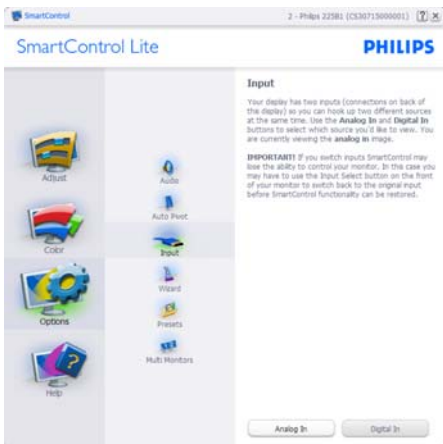 SmartControl
2 - Philips 225B1 (CS30715000001)
SmartControl Lite
PHILIPS
Adjust
Color
Options
Help
Audio
Auto Pivot
Input
Wizard
Presets
Multi Monitors
Input
Your display has two inputs (connections on back of
this display) so you can hook up two different sources
at the same time. Use the Analog In and Digital In
buttons to select which source you'd like to view. You
are currently viewing the analog in image.
IMPORTANT! If you switch inputs SmartControl may
lose the ability to control your monitor. In this case you
may have to use the Input Select button on the front
of your monitor to switch back to the original input
before SmartControl functionality can be restored.
Analog In
Digital In